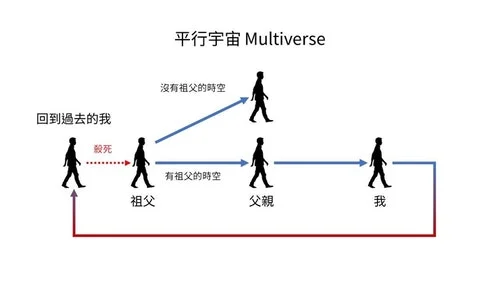 平行宇宙 Multiverse
沒有祖父的時空
回到過去的我
殺死
有祖父的時空
祖父
父親
我